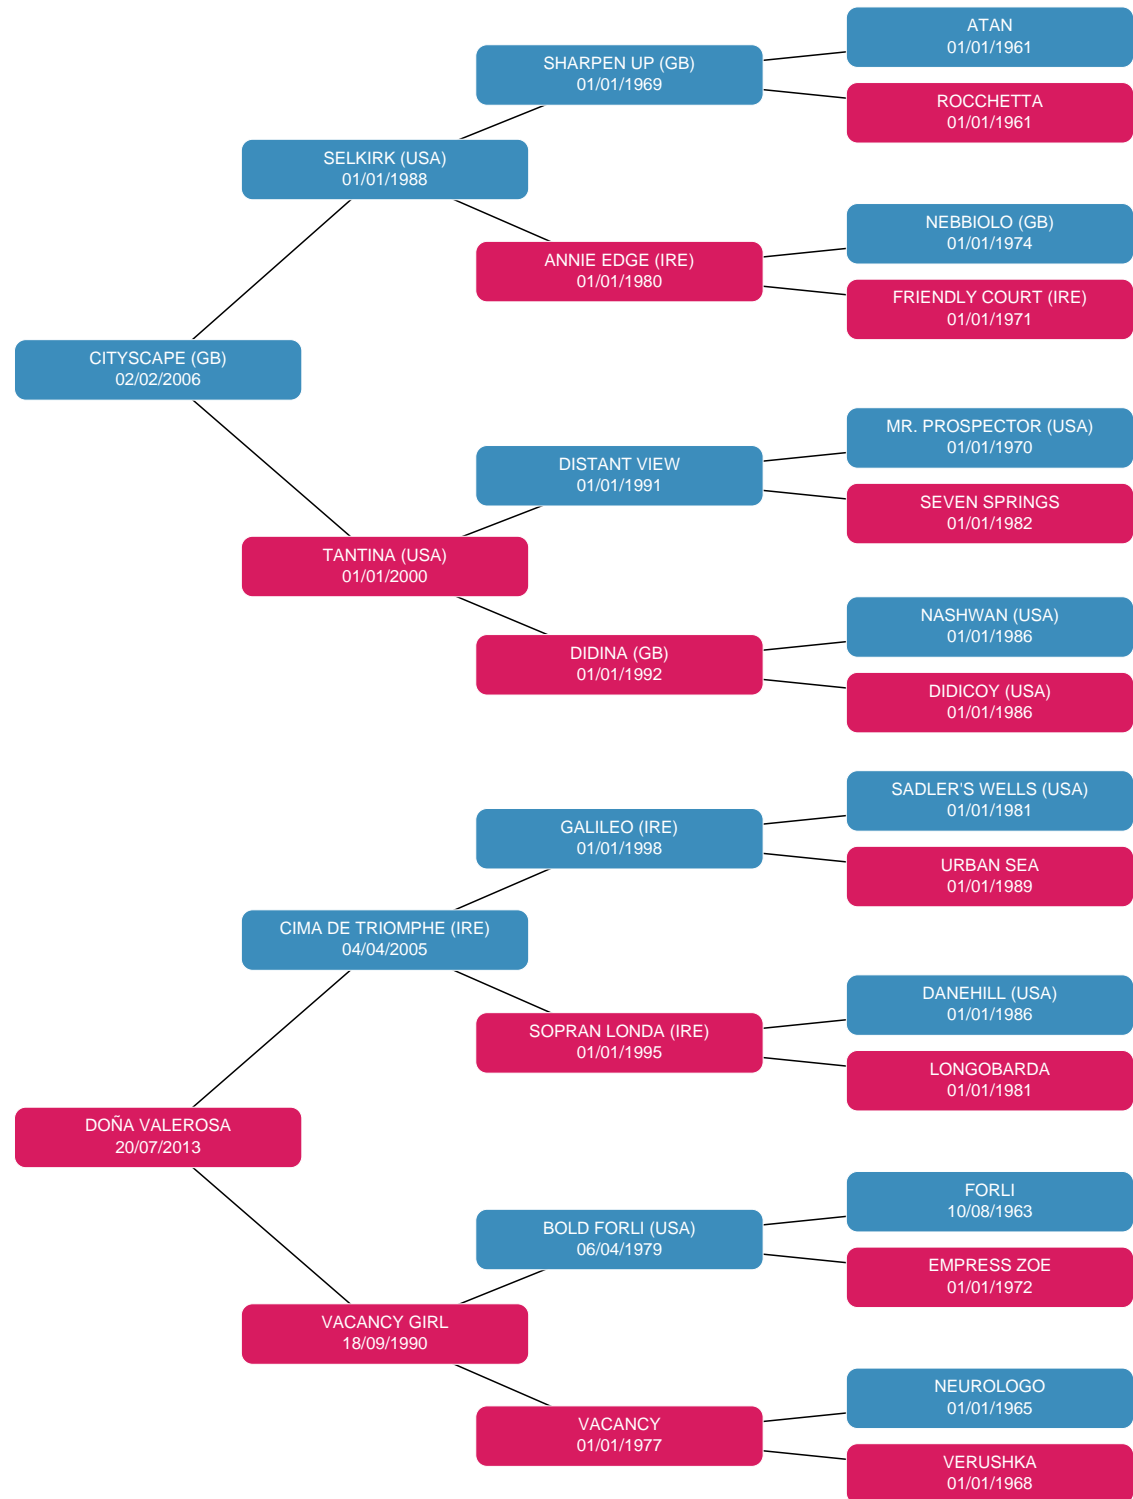 ATAN
01/01/1961
SHARPEN UP (GB)
01/01/1969
ROCCHETTA
01/01/1961
SELKIRK (USA)
01/01/1988
NEBBIOLO (GB)
01/01/1974
ANNIE EDGE (IRE)
01/01/1980
FRIENDLY COURT (IRE)
01/01/1971
CITYSCAPE (GB)
02/02/2006
MR. PROSPECTOR (USA)
01/01/1970
DISTANT VIEW
01/01/1991
SEVEN SPRINGS
01/01/1982
TANTINA (USA)
01/01/2000
NASHWAN (USA)
01/01/1986
DIDINA (GB)
01/01/1992
DIDICOY (USA)
01/01/1986
SADLER'S WELLS (USA)
01/01/1981
GALILEO (IRE)
01/01/1998
URBAN SEA
01/01/1989
CIMA DE TRIOMPHE (IRE)
04/04/2005
DANEHILL (USA)
01/01/1986
SOPRAN LONDA (IRE)
01/01/1995
LONGOBARDA
01/01/1981
DOÑA VALEROSA
20/07/2013
FORLI
10/08/1963
BOLD FORLI (USA)
06/04/1979
EMPRESS ZOE
01/01/1972
VACANCY GIRL
18/09/1990
NEUROLOGO
01/01/1965
VACANCY
01/01/1977
VERUSHKA
01/01/1968